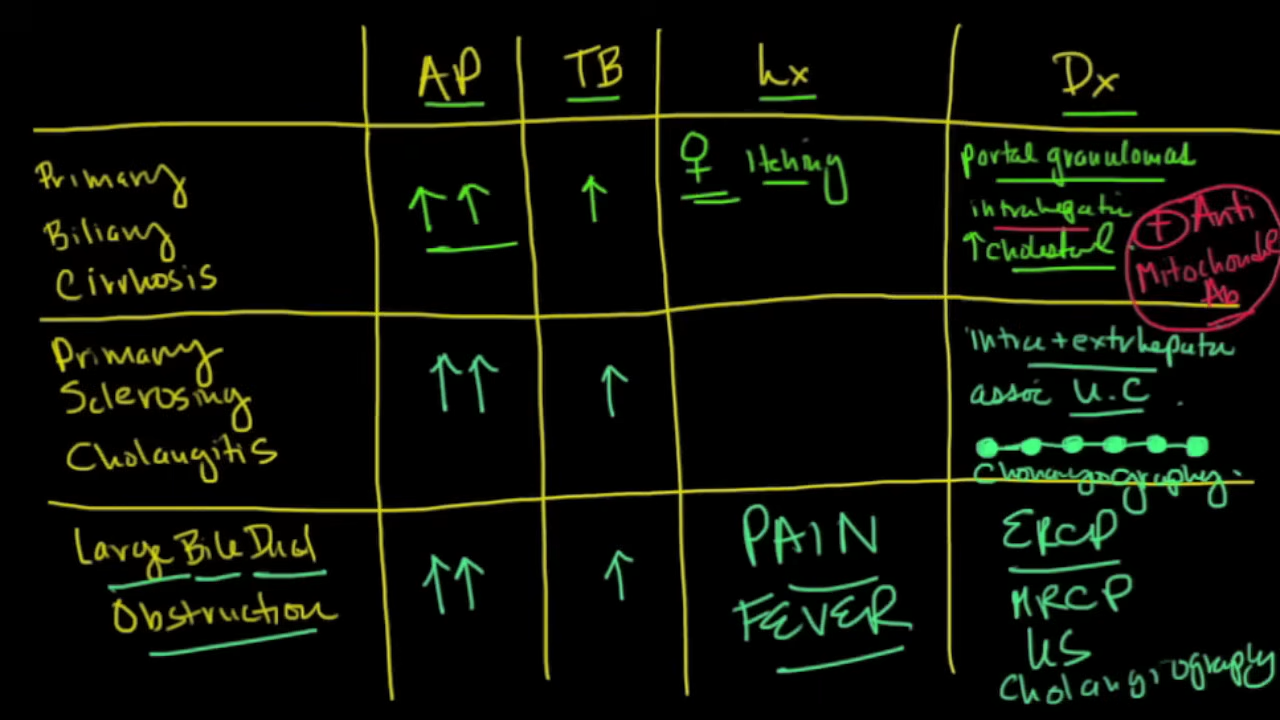 AP TB hx Dx
Primary
Biliary
Cirrhosis
↑↑ ↑ ♀ Itching
portal granulomas
intrahepatic
↑ cholesterol
+ Anti
Mitochondrial
Ab
Primary
Sclerosing
Cholangitis
↑↑ ↑
intra + extrahepatic
assoc U.C.
Large Bile Duct
Obstruction
↑↑ ↑
PAIN
FEVER
ERCP
MRCP
US